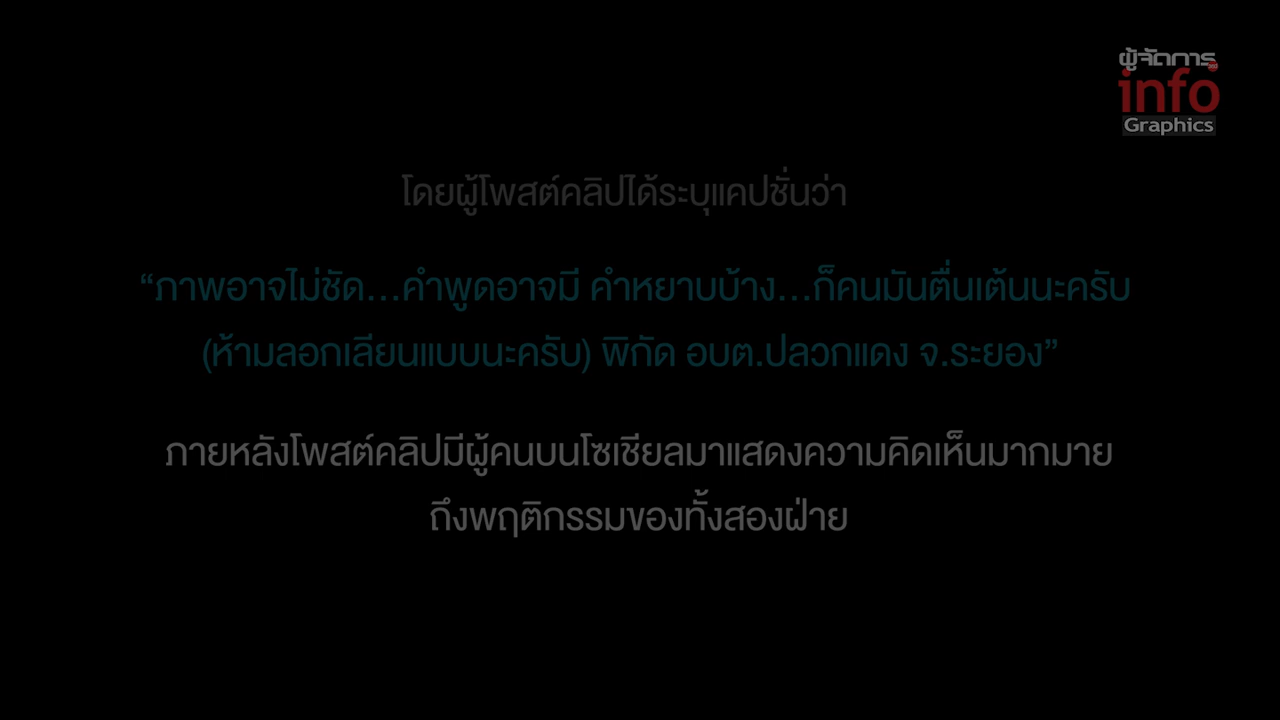 ผู้จัดการ
360
info
Graphics
โดยผู้โพสต์คลิปได้ระบุแคปชั่นว่า
“ภาพอาจไม่ชัด...คำพูดอาจมี คำหยาบบ้าง...ก็คนมันตื่นเต้นนะครับ
(ห้ามลอกเลียนแบบนะครับ) พิกัด อบต.ปลวกแดง จ.ระยอง”
ภายหลังโพสต์คลิปมีผู้คนบนโซเชียลมาแสดงความคิดเห็นมากมาย
ถึงพฤติกรรมของทั้งสองฝ่าย